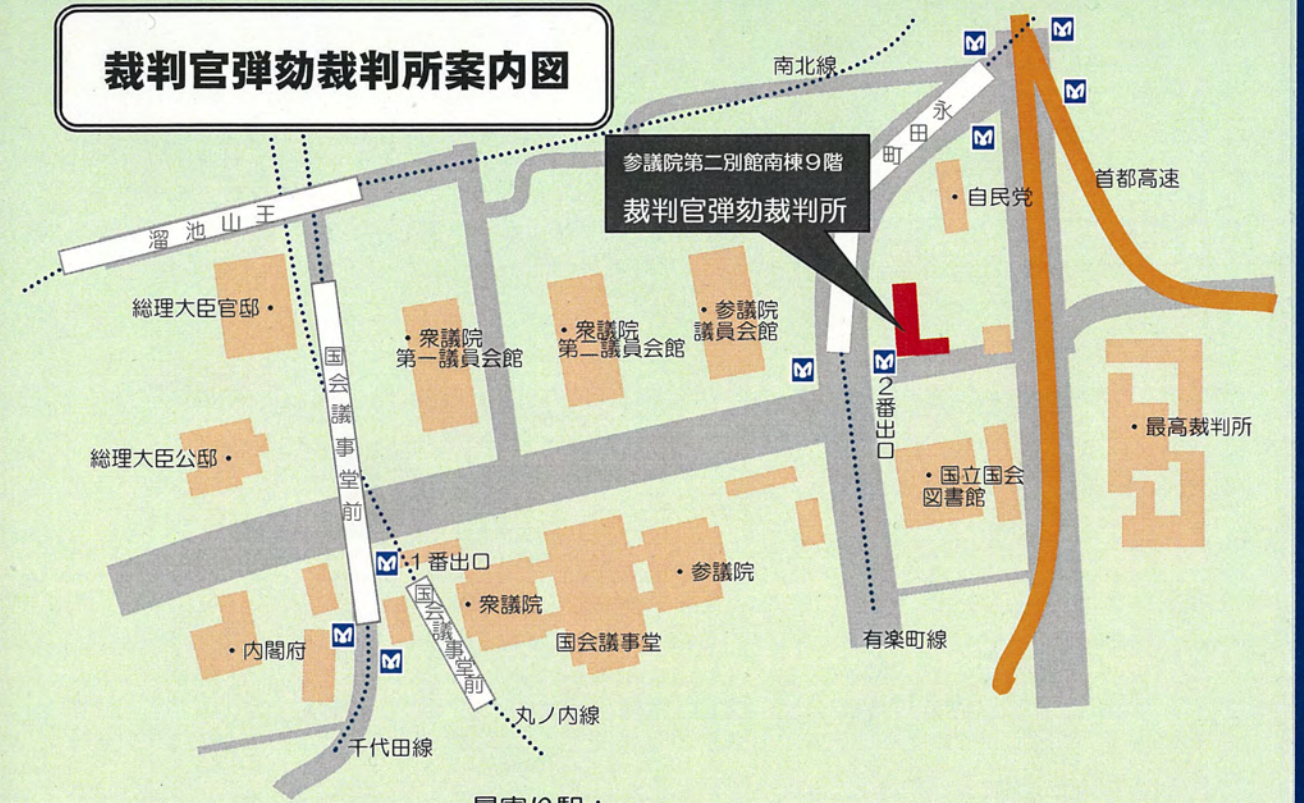 裁判官弾劾裁判所案内図
南北線
永田町
参議院第二別館南棟9階
裁判官弾劾裁判所
自民党
首都高速
溜池山王
総理大臣官邸
国会議事堂前
衆議院
第一議員会館
衆議院
第二議員会館
参議院
議員会館
2番出口
最高裁判所
総理大臣公邸
国立国会
図書館
1番出口
国会議事堂前
衆議院
参議院
国会議事堂
内閣府
有楽町線
丸ノ内線
千代田線